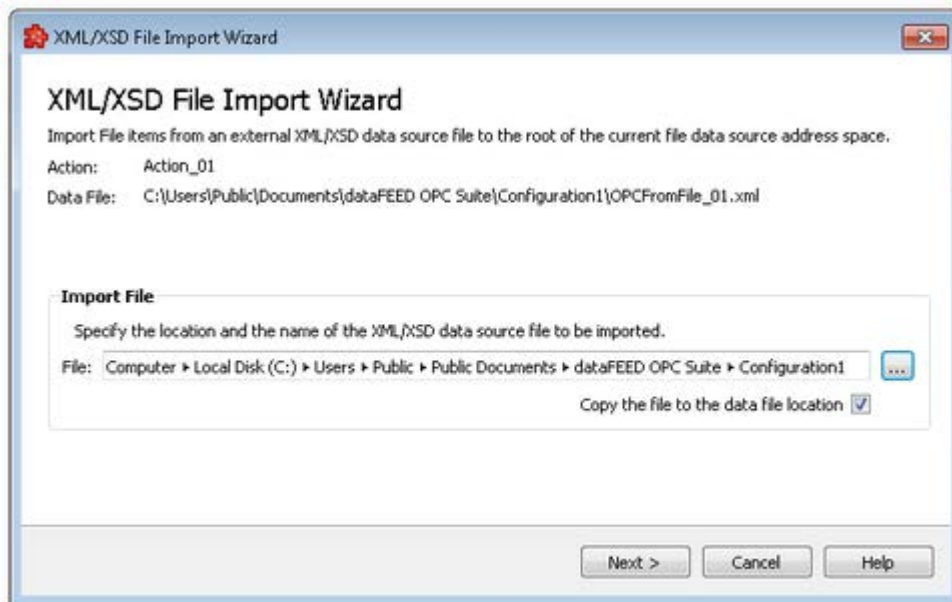 XML/XSD File Import Wizard
XML/XSD File Import Wizard
Import File items from an external XML/XSD data source file to the root of the current file data source address space.
Action: Action_01
Data File: C:\Users\Public\Documents\dataFEED OPC Suite\Configuration1\OPCFromFile_01.xml
Import File
Specify the location and the name of the XML/XSD data source file to be imported.
File: Computer ▸ Local Disk (C:) ▸ Users ▸ Public ▸ Public Documents ▸ dataFEED OPC Suite ▸ Configuration1 ...
Copy the file to the data file location
Next > Cancel Help